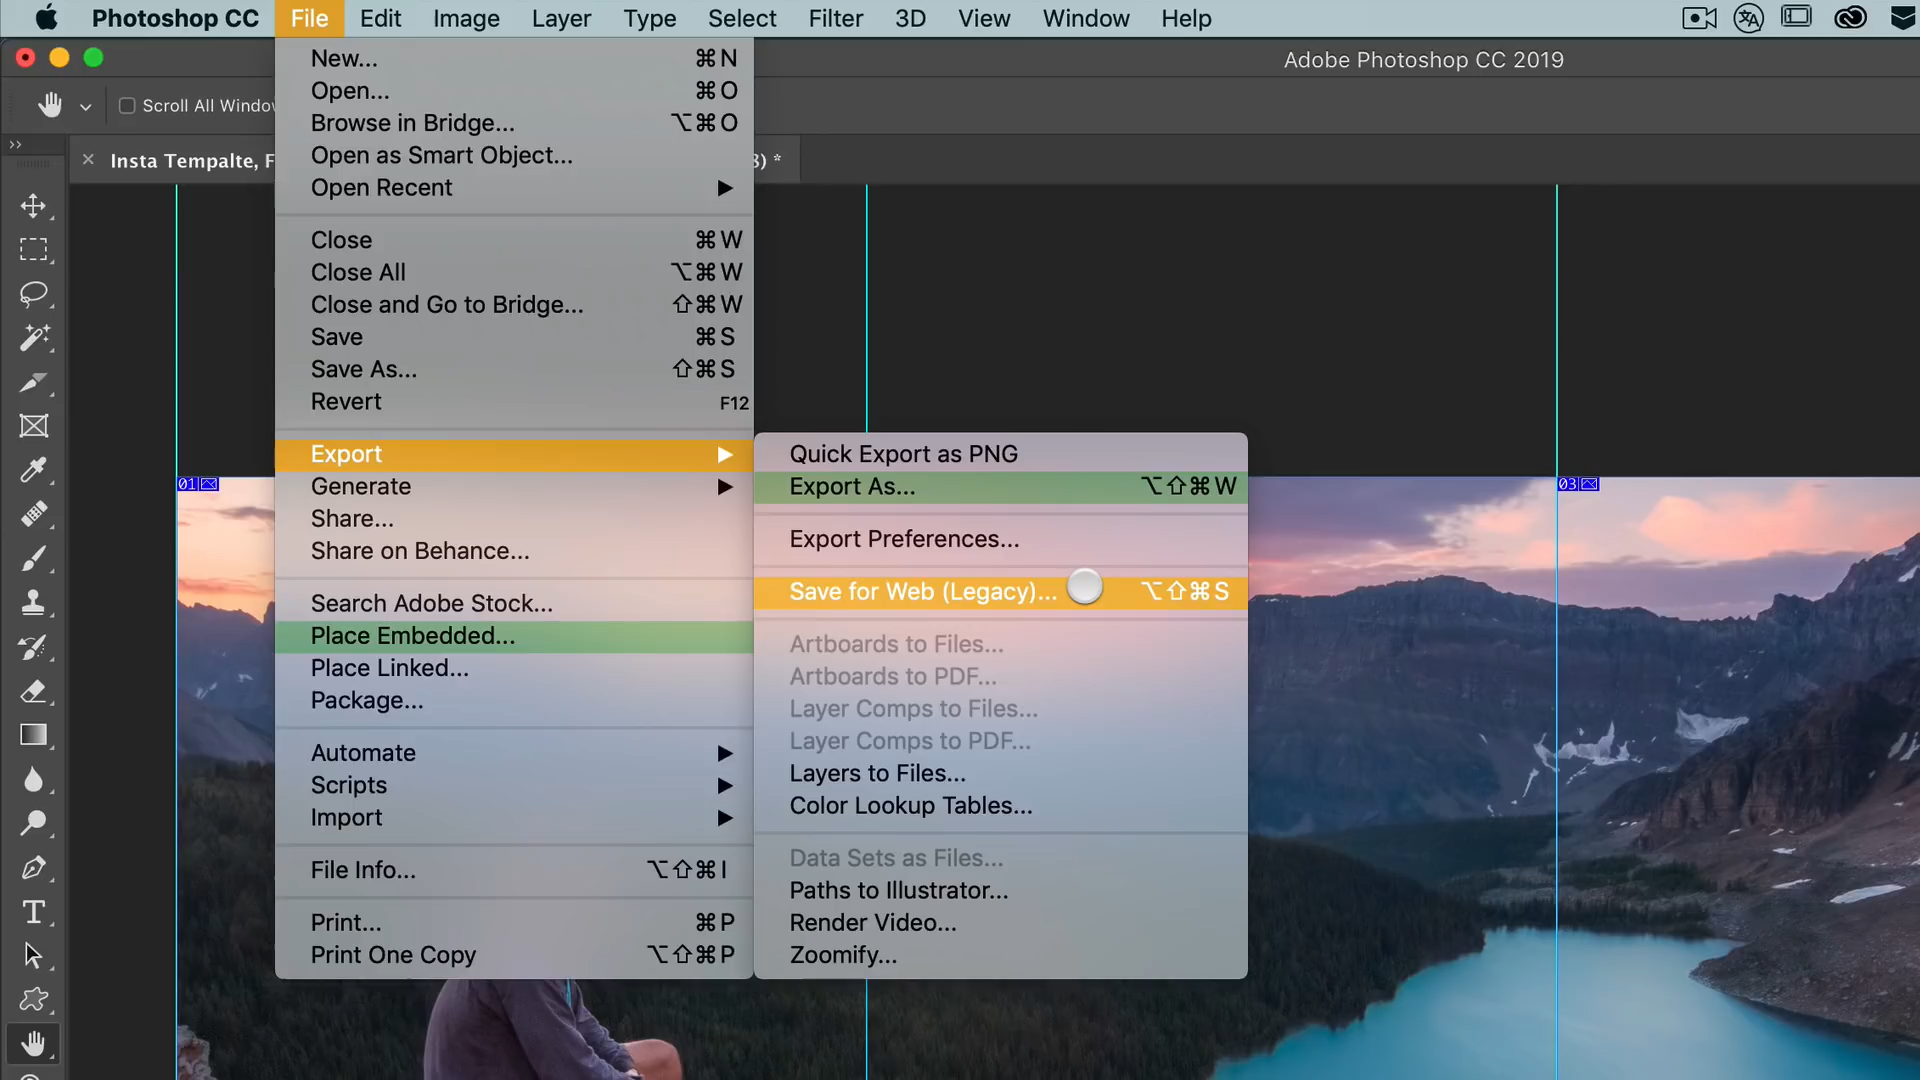 Photoshop CC File Edit Image Layer Type Select Filter 3D View Window Help
Adobe Photoshop CC 2019
Scroll All Windo
Insta Tempalte, F 8) *
New... ⌘N
Open... ⌘O
Browse in Bridge... ⌥⌘O
Open as Smart Object...
Open Recent
Close ⌘W
Close All ⌥⌘W
Close and Go to Bridge... ⇧⌘W
Save ⌘S
Save As... ⇧⌘S
Revert F12
Export
Generate
Share...
Share on Behance...
Search Adobe Stock...
Place Embedded...
Place Linked...
Package...
Automate
Scripts
Import
File Info... ⌥⇧⌘I
Print... ⌘P
Print One Copy ⌥⇧⌘P
Quick Export as PNG
Export As... ⌥⇧⌘W
Export Preferences...
Save for Web (Legacy)... ⌥⇧⌘S
Artboards to Files...
Artboards to PDF...
Layer Comps to Files...
Layer Comps to PDF...
Layers to Files...
Color Lookup Tables...
Data Sets as Files...
Paths to Illustrator...
Render Video...
Zoomify...
01
03